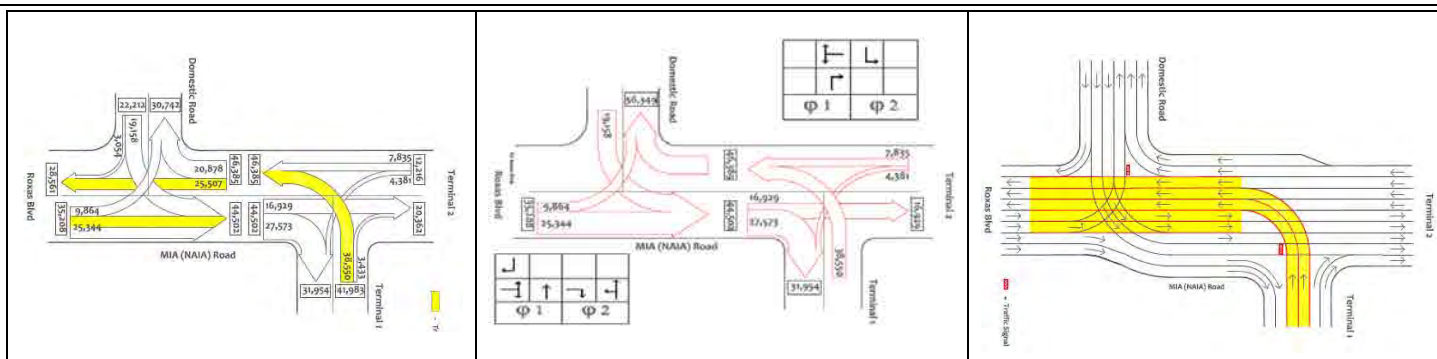 Domestic Road
22,212
30,742
3,054
19,158
28,561
Roxas Blvd
35,208
9,864
25,344
20,878
25,507
46,385
46,385
44,502
44,502
16,929
27,573
7,835
4,381
12,216
20,362
Terminal 2
MIA (NAIA) Road
31,954
38,550
3,433
41,983
Terminal 1
Domestic Road
56,349
19,158
Roxas Blvd
9,864
25,344
44,502
16,929
27,573
7,835
4,381
16,929
Terminal 2
MIA (NAIA) Road
31,954
38,550
Terminal 1
φ 1
φ 2
φ 1
φ 2
Domestic Road
Roxas Blvd
Terminal 2
MIA (NAIA) Road
Terminal 1
= Traffic Signal